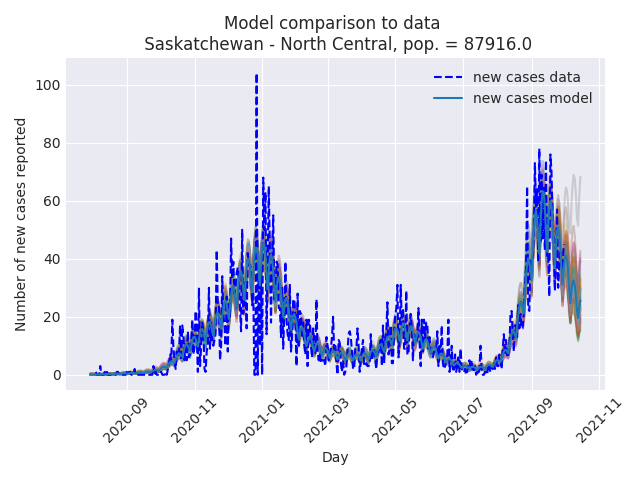 Model comparison to data
Saskatchewan - North Central, pop. = 87916.0
new cases data
new cases model
Number of new cases reported
100
80
60
40
20
0
2020-09
2020-11
2021-01
2021-03
2021-05
2021-07
2021-09
2021-11
Day